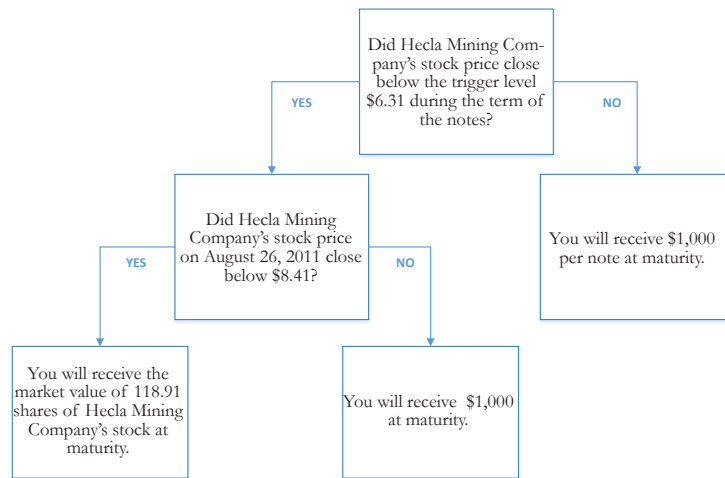 Did Hecla Mining Com-
pany's stock price close
below the trigger level
$6.31 during the term of
the notes?
YES
NO
Did Hecla Mining
Company's stock price
on August 26, 2011 close
below $8.41?
You will receive $1,000
per note at maturity.
YES
NO
You will receive the
market value of 118.91
shares of Hecla Mining
Company's stock at
maturity.
You will receive $1,000
at maturity.